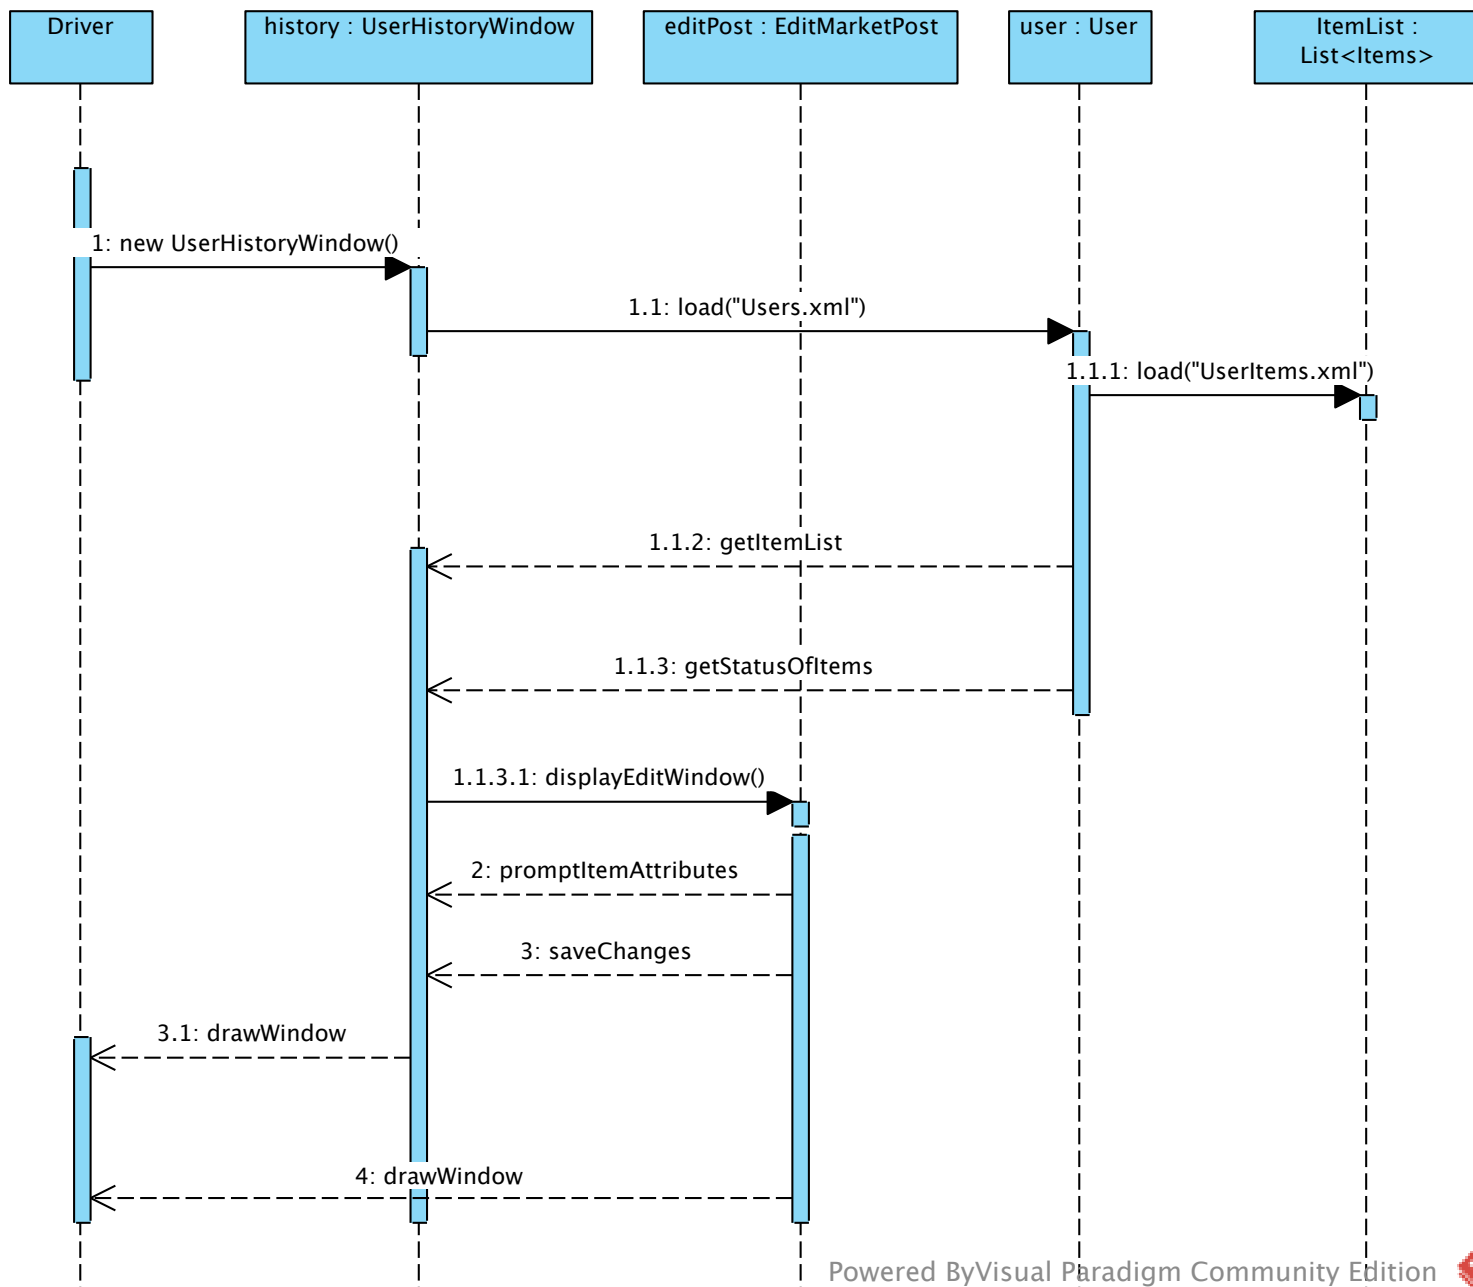 Driver
history : UserHistoryWindow
editPost : EditMarketPost
user : User
ItemList :
List<Items>
1: new UserHistoryWindow()
1.1: load("Users.xml")
1.1.1: load("UserItems.xml")
1.1.2: getItemList
1.1.3: getStatusOfItems
1.1.3.1: displayEditWindow()
2: promptItemAttributes
3: saveChanges
3.1: drawWindow
4: drawWindow
Powered ByVisual Paradigm Community Edition